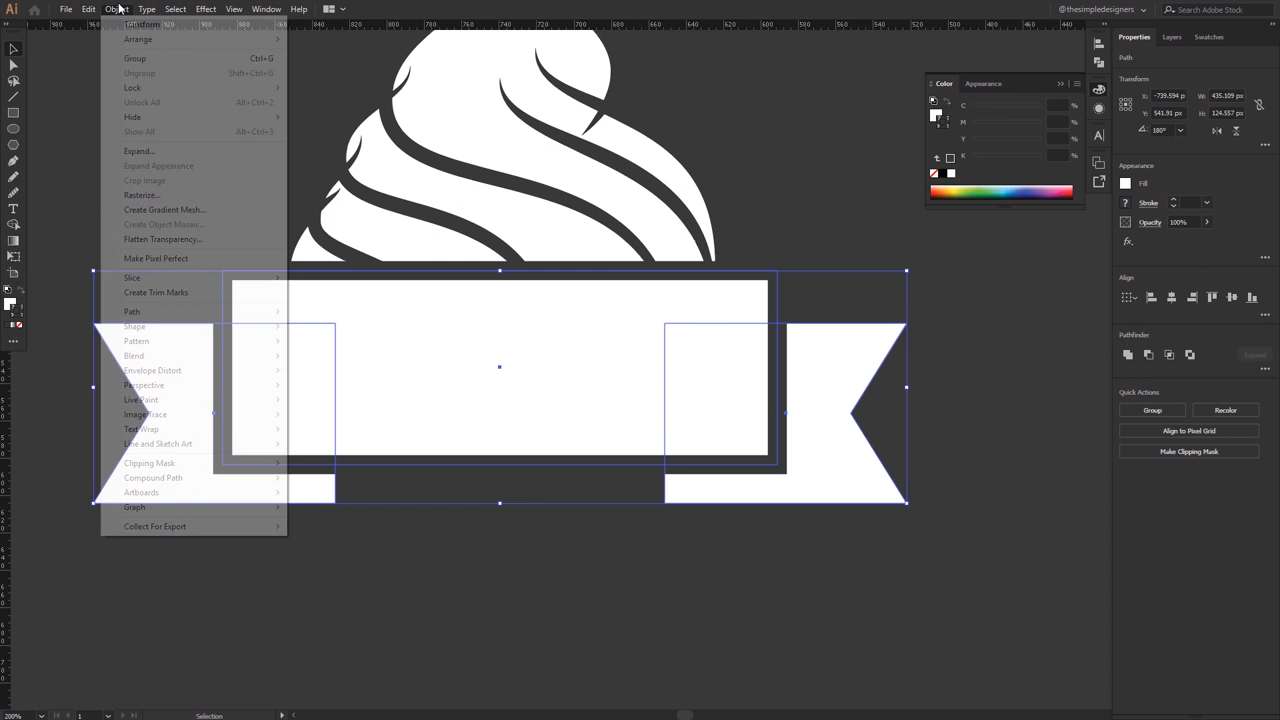 Ai File Edit Object Type Select Effect View Window Help
@thesimpledesigners
Search Adobe Stock
Transform
Arrange
Group Ctrl+G
Ungroup Shift+Ctrl+G
Lock
Unlock All Alt+Ctrl+2
Hide
Show All Alt+Ctrl+3
Expand...
Expand Appearance
Crop Image
Rasterize...
Create Gradient Mesh...
Create Object Mosaic...
Flatten Transparency...
Make Pixel Perfect
Slice
Create Trim Marks
Path
Shape
Pattern
Blend
Envelope Distort
Perspective
Live Paint
Image Trace
Text Wrap
Line and Sketch Art
Clipping Mask
Compound Path
Artboards
Graph
Collect For Export
Color Appearance
C %
M %
Y %
K %
Properties Layers Swatches
Path
Transform
X: -739.594 p W: 435.109 px
Y: 541.91 px H: 124.557 px
180°
Appearance
Fill
Stroke
Opacity 100%
fx
Align
Pathfinder
Expand
Quick Actions
Group Recolor
Align to Pixel Grid
Make Clipping Mask
200% 1 Selection